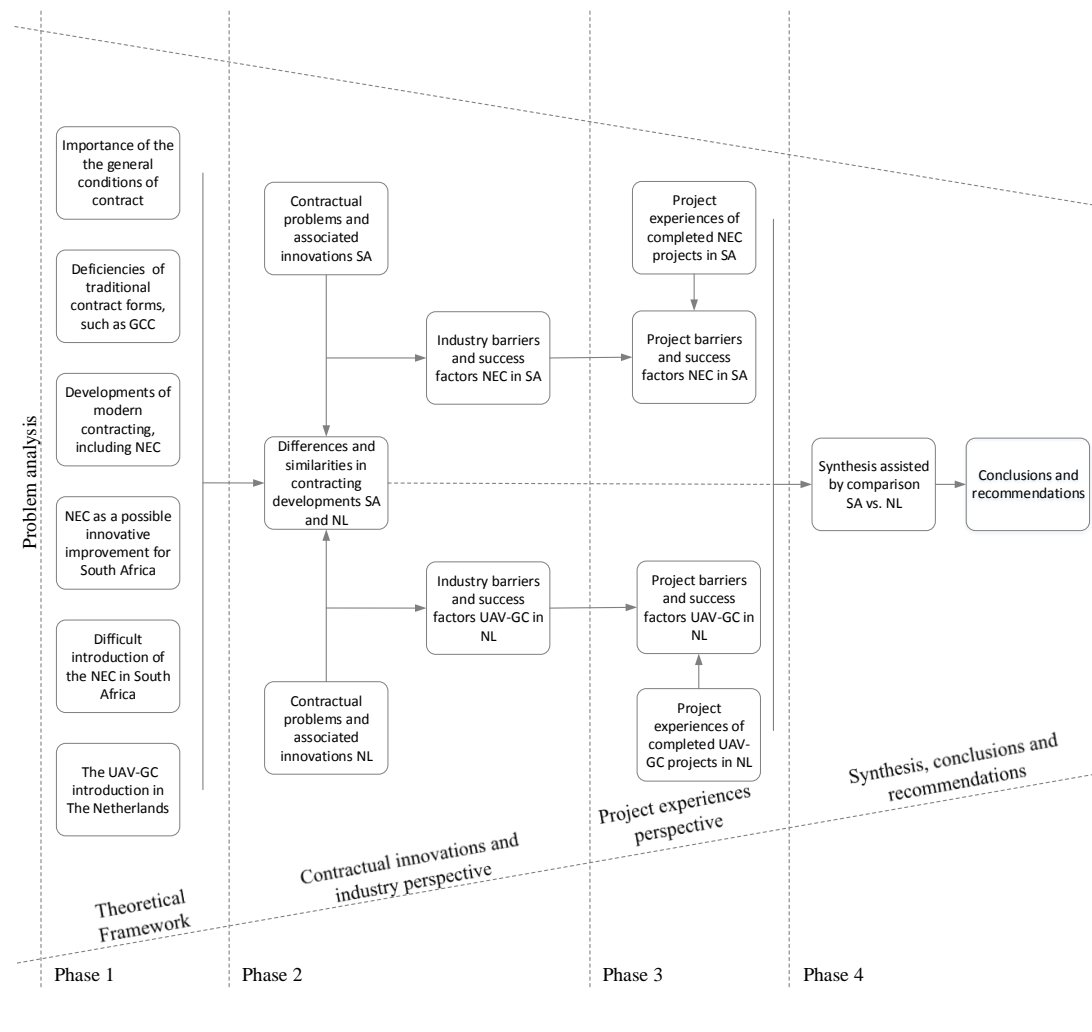 Problem analysis
Importance of the
the general
conditions of
contract
Deficiencies of
traditional
contract forms,
such as GCC
Developments of
modern
contracting,
including NEC
NEC as a possible
innovative
improvement for
South Africa
Difficult
introduction of
the NEC in South
Africa
The UAV-GC
introduction in
The Netherlands
Theoretical
Framework
Phase 1
Contractual
problems and
associated
innovations SA
Industry barriers
and success
factors NEC in SA
Differences and
similarities in
contracting
developments SA
and NL
Industry barriers
and success
factors UAV-GC in
NL
Contractual
problems and
associated
innovations NL
Contractual innovations and
industry perspective
Phase 2
Project
experiences of
completed NEC
projects in SA
Project barriers
and success
factors NEC in SA
Project barriers
and success
factors UAV-GC in
NL
Project
experiences of
completed UAV-
GC projects in NL
Project experiences
perspective
Phase 3
Synthesis assisted
by comparison
SA vs. NL
Conclusions and
recommendations
Synthesis, conclusions and
recommendations
Phase 4